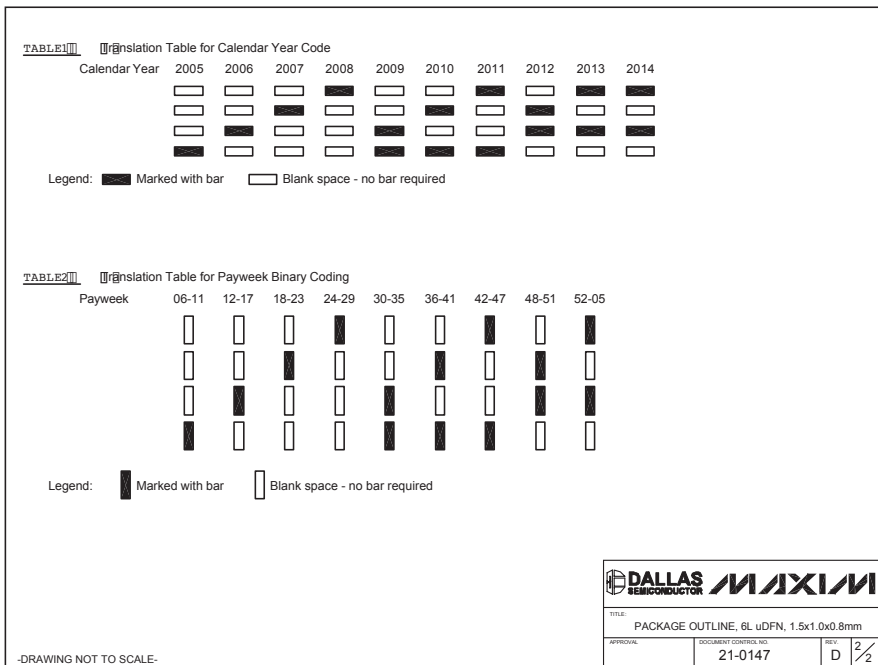 TABLE1 Translation Table for Calendar Year Code
Calendar Year 2005 2006 2007 2008 2009 2010 2011 2012 2013 2014
Legend: Marked with bar Blank space - no bar required
TABLE2 Translation Table for Payweek Binary Coding
Payweek 06-11 12-17 18-23 24-29 30-35 36-41 42-47 48-51 52-05
Legend: Marked with bar Blank space - no bar required
DALLAS SEMICONDUCTOR MAXIM
TITLE:
PACKAGE OUTLINE, 6L uDFN, 1.5x1.0x0.8mm
APPROVAL DOCUMENT CONTROL NO. REV.
21-0147 D 2/2
-DRAWING NOT TO SCALE-